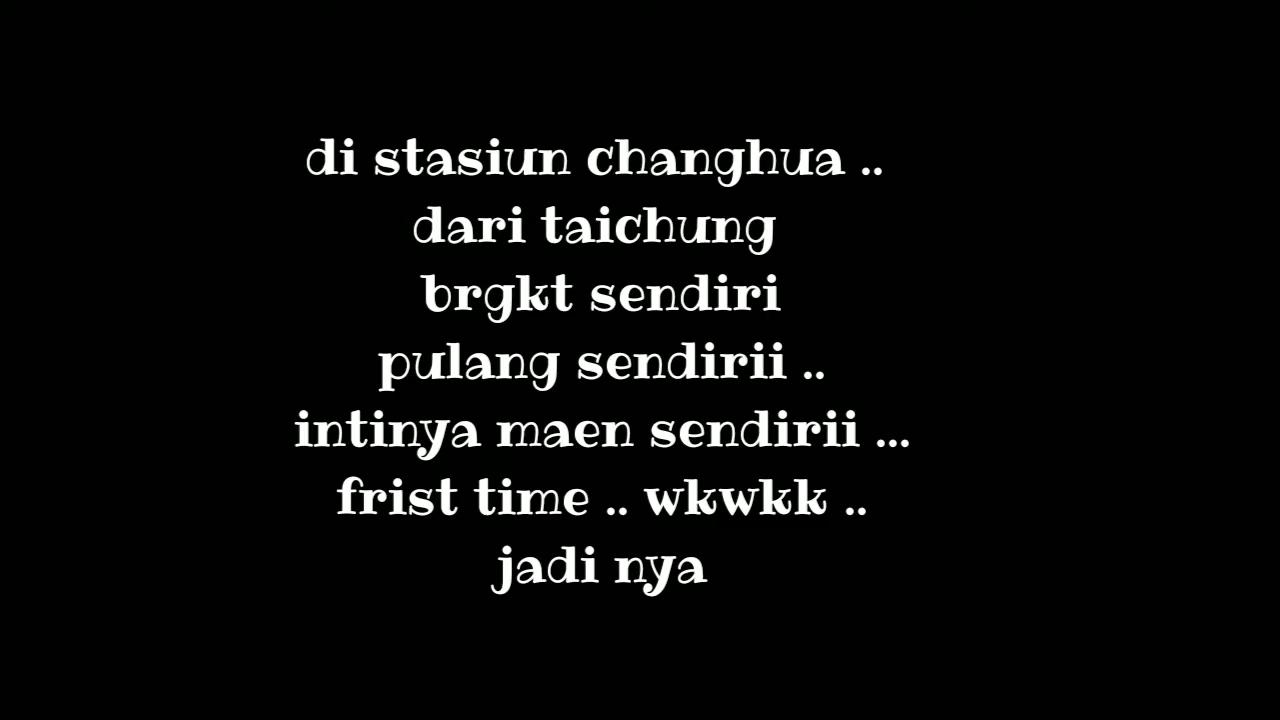 di stasiun changhua ..
dari taichung
brgkt sendiri
pulang sendirii ..
intinya maen sendirii ...
frist time .. wkwkk ..
jadi nya